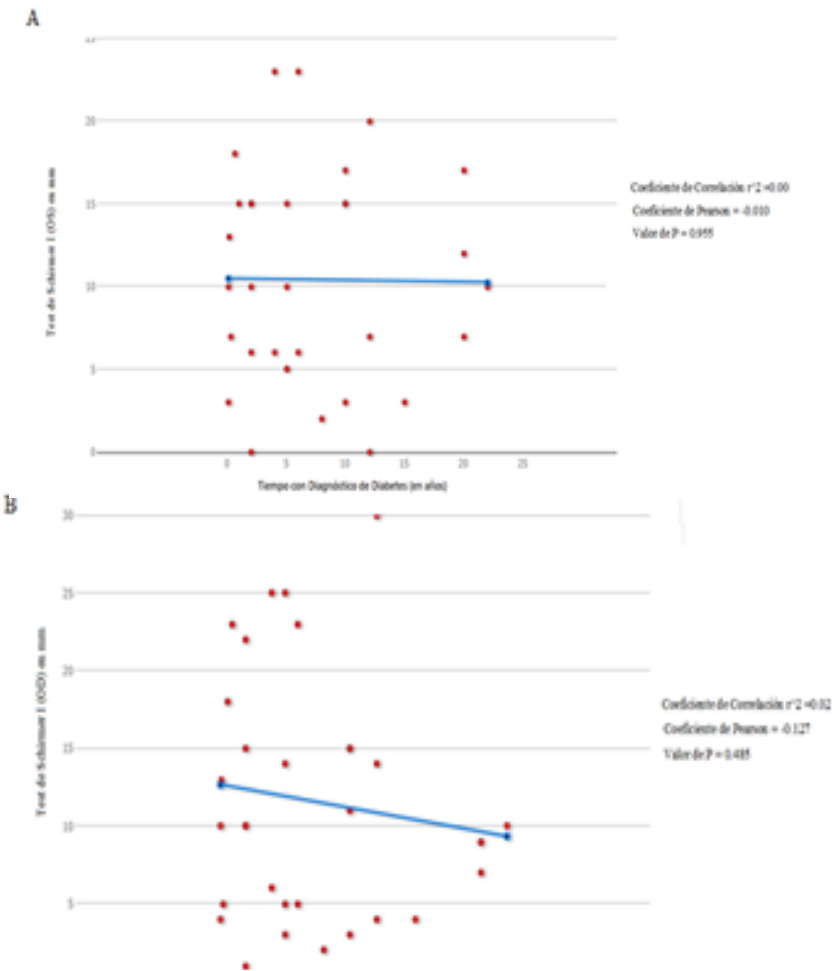 A
Test de Schirmer I (OS) en mm
20
15
10
5
0
0 5 10 15 20 25
Tiempo con Diagnóstico de Diabetes (en años)
Coeficiente de Correlación r^2 =0.00
Coeficiente de Pearson = -0.010
Valor de P = 0.955
B
Test de Schirmer I (OD) en mm
30
25
20
15
10
5
Coeficiente de Correlación r^2 =0.02
Coeficiente de Pearson = -0.127
Valor de P = 0.485